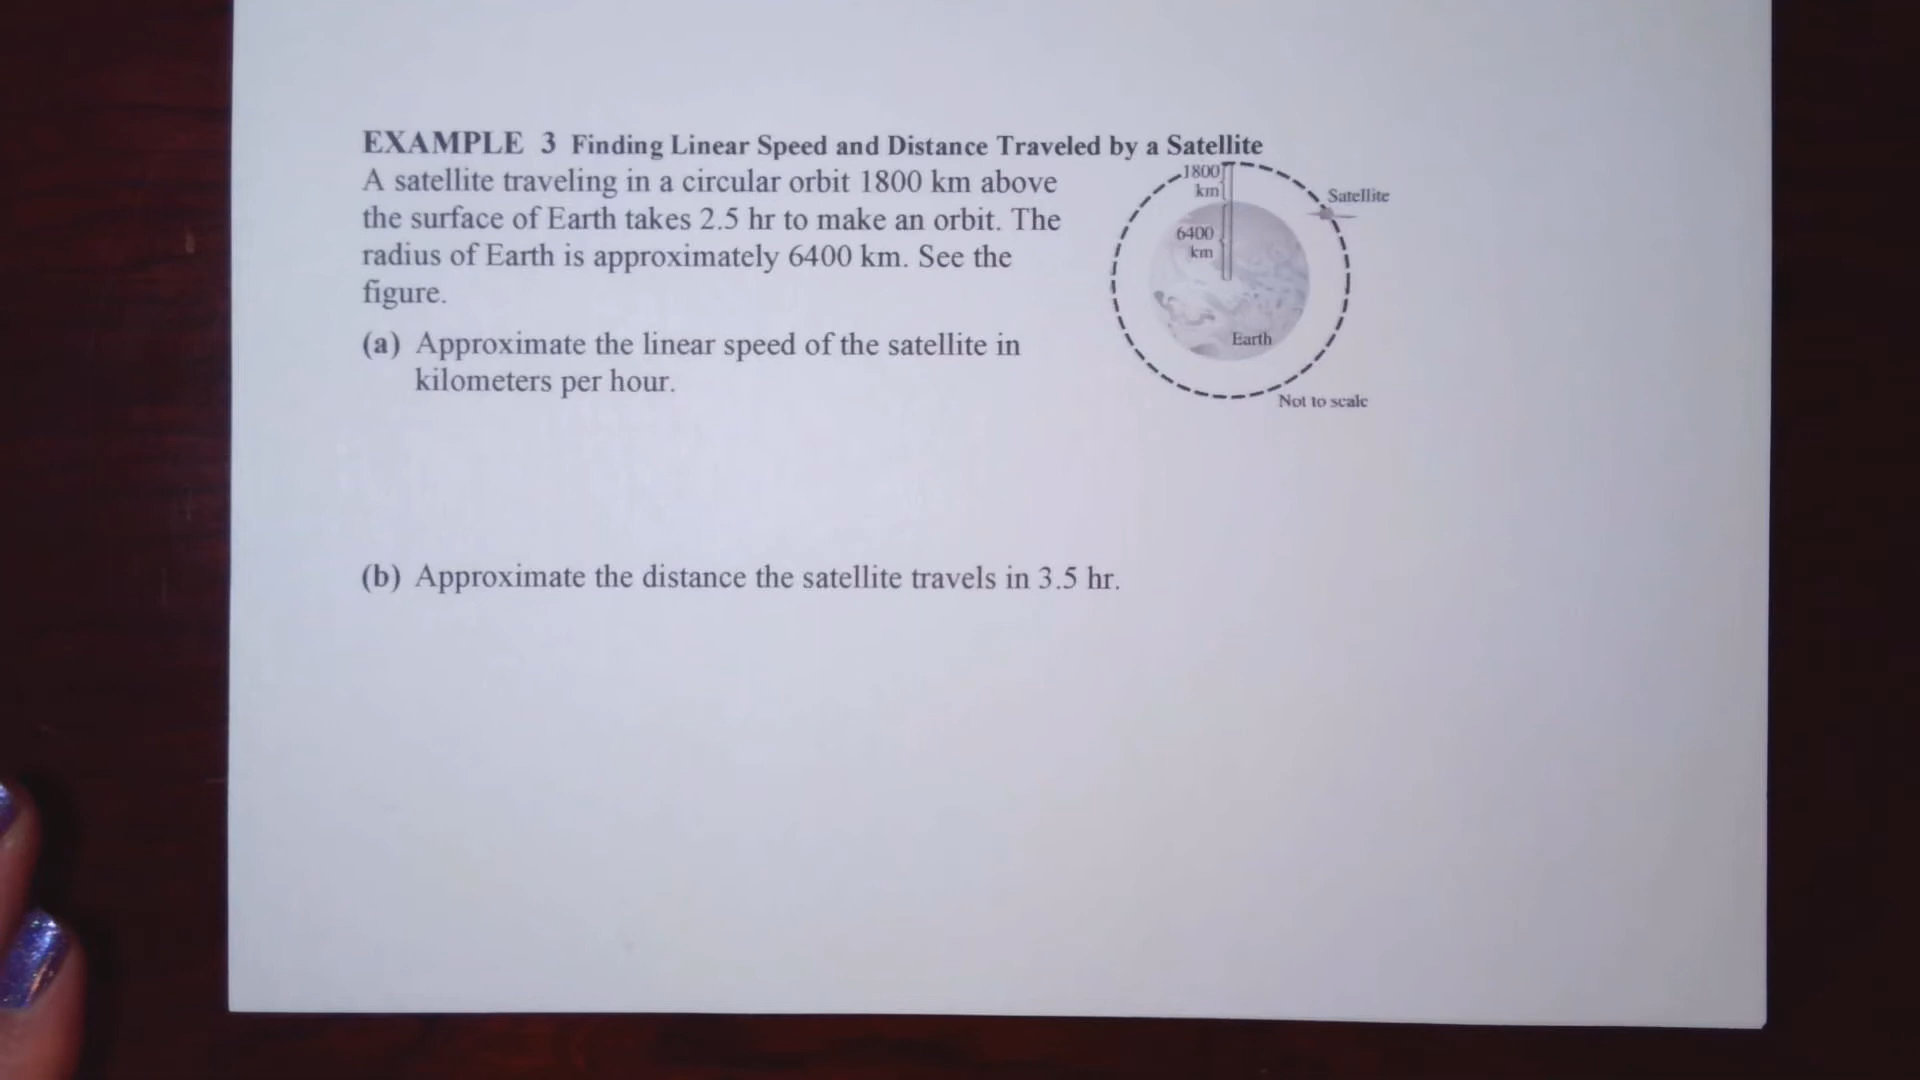 EXAMPLE 3 Finding Linear Speed and Distance Traveled by a Satellite
A satellite traveling in a circular orbit 1800 km above
the surface of Earth takes 2.5 hr to make an orbit. The
radius of Earth is approximately 6400 km. See the
figure.
(a) Approximate the linear speed of the satellite in
kilometers per hour.
1800
km
Satellite
6400
km
Earth
Not to scale
(b) Approximate the distance the satellite travels in 3.5 hr.